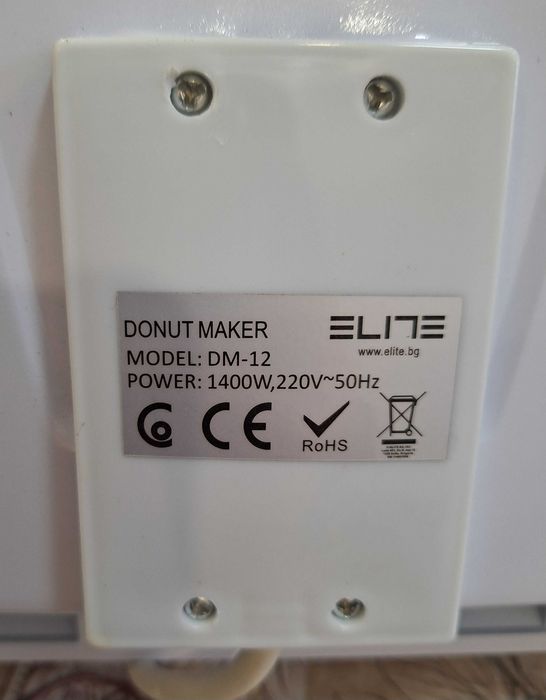 DONUT MAKER
ELITE
www.elite.bg
MODEL: DM-12
POWER: 1400W,220V~50Hz
CE
RoHS